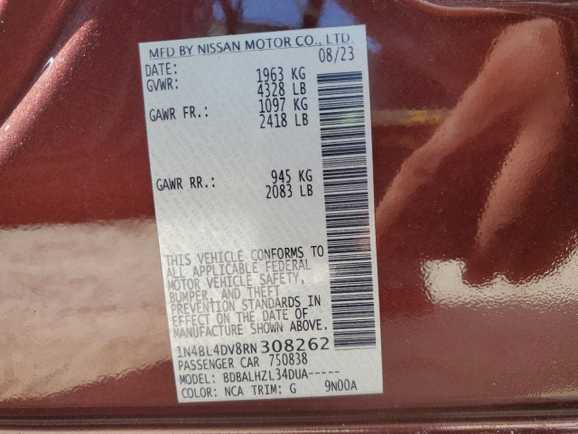 MFD BY NISSAN MOTOR CO., LTD.
DATE: 08/23
GVWR: 1963 KG
4328 LB
GAWR FR.: 1097 KG
2418 LB
GAWR RR.: 945 KG
2083 LB
THIS VEHICLE CONFORMS TO
ALL APPLICABLE FEDERAL
MOTOR VEHICLE SAFETY,
BUMPER, AND THEFT
PREVENTION STANDARDS IN
EFFECT ON THE DATE OF
MANUFACTURE SHOWN ABOVE.
1N4BL4DV8RN308262
PASSENGER CAR 750838
MODEL: BDBALHZL34DUA-----
COLOR: NCA TRIM: G 9N00A